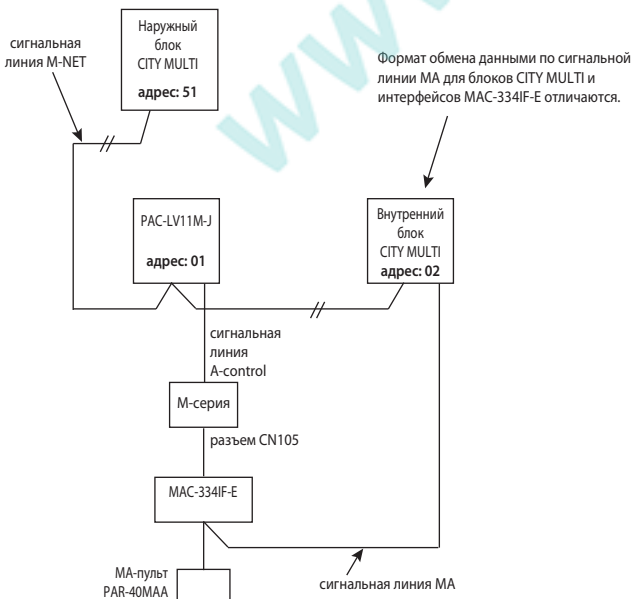 Наружный
блок
CITY MULTI
адрес: 51
сигнальная
линия M-NET
Формат обмена данными по сигнальной
линии MA для блоков CITY MULTI и
интерфейсов MAC-334IF-E отличаются.
PAC-LV11M-J
адрес: 01
Внутренний
блок
CITY MULTI
адрес: 02
сигнальная
линия
A-control
М-серия
разъем CN105
MAC-334IF-E
МА-пульт
PAR-40MAA
сигнальная линия MA